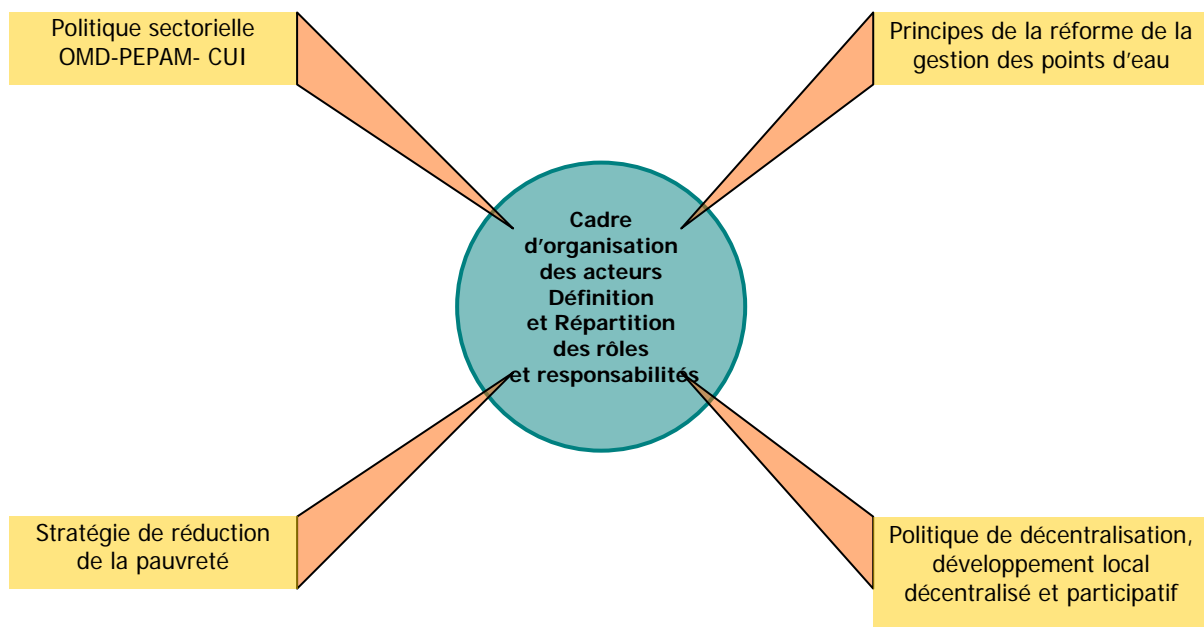 Politique sectorielle
OMD-PEPAM- CUI
Principes de la réforme de la
gestion des points d'eau
Cadre
d'organisation
des acteurs
Définition
et Répartition
des rôles
et responsabilités
Stratégie de réduction
de la pauvreté
Politique de décentralisation,
développement local
décentralisé et participatif